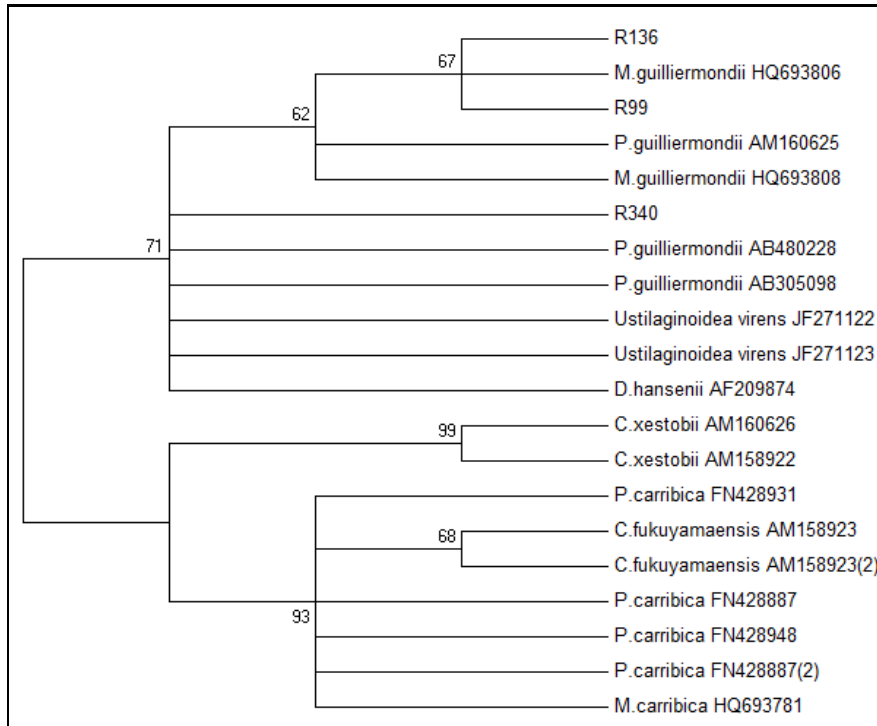 R136
67
M.guilliermondii HQ693806
R99
62
P.guilliermondii AM160625
M.guilliermondii HQ693808
R340
71
P.guilliermondii AB480228
P.guilliermondii AB305098
Ustilaginoidea virens JF271122
Ustilaginoidea virens JF271123
D.hansenii AF209874
99
C.xestobii AM160626
C.xestobii AM158922
P.carribica FN428931
68
C.fukuyamaensis AM158923
C.fukuyamaensis AM158923(2)
P.carribica FN428887
93
P.carribica FN428948
P.carribica FN428887(2)
M.carribica HQ693781